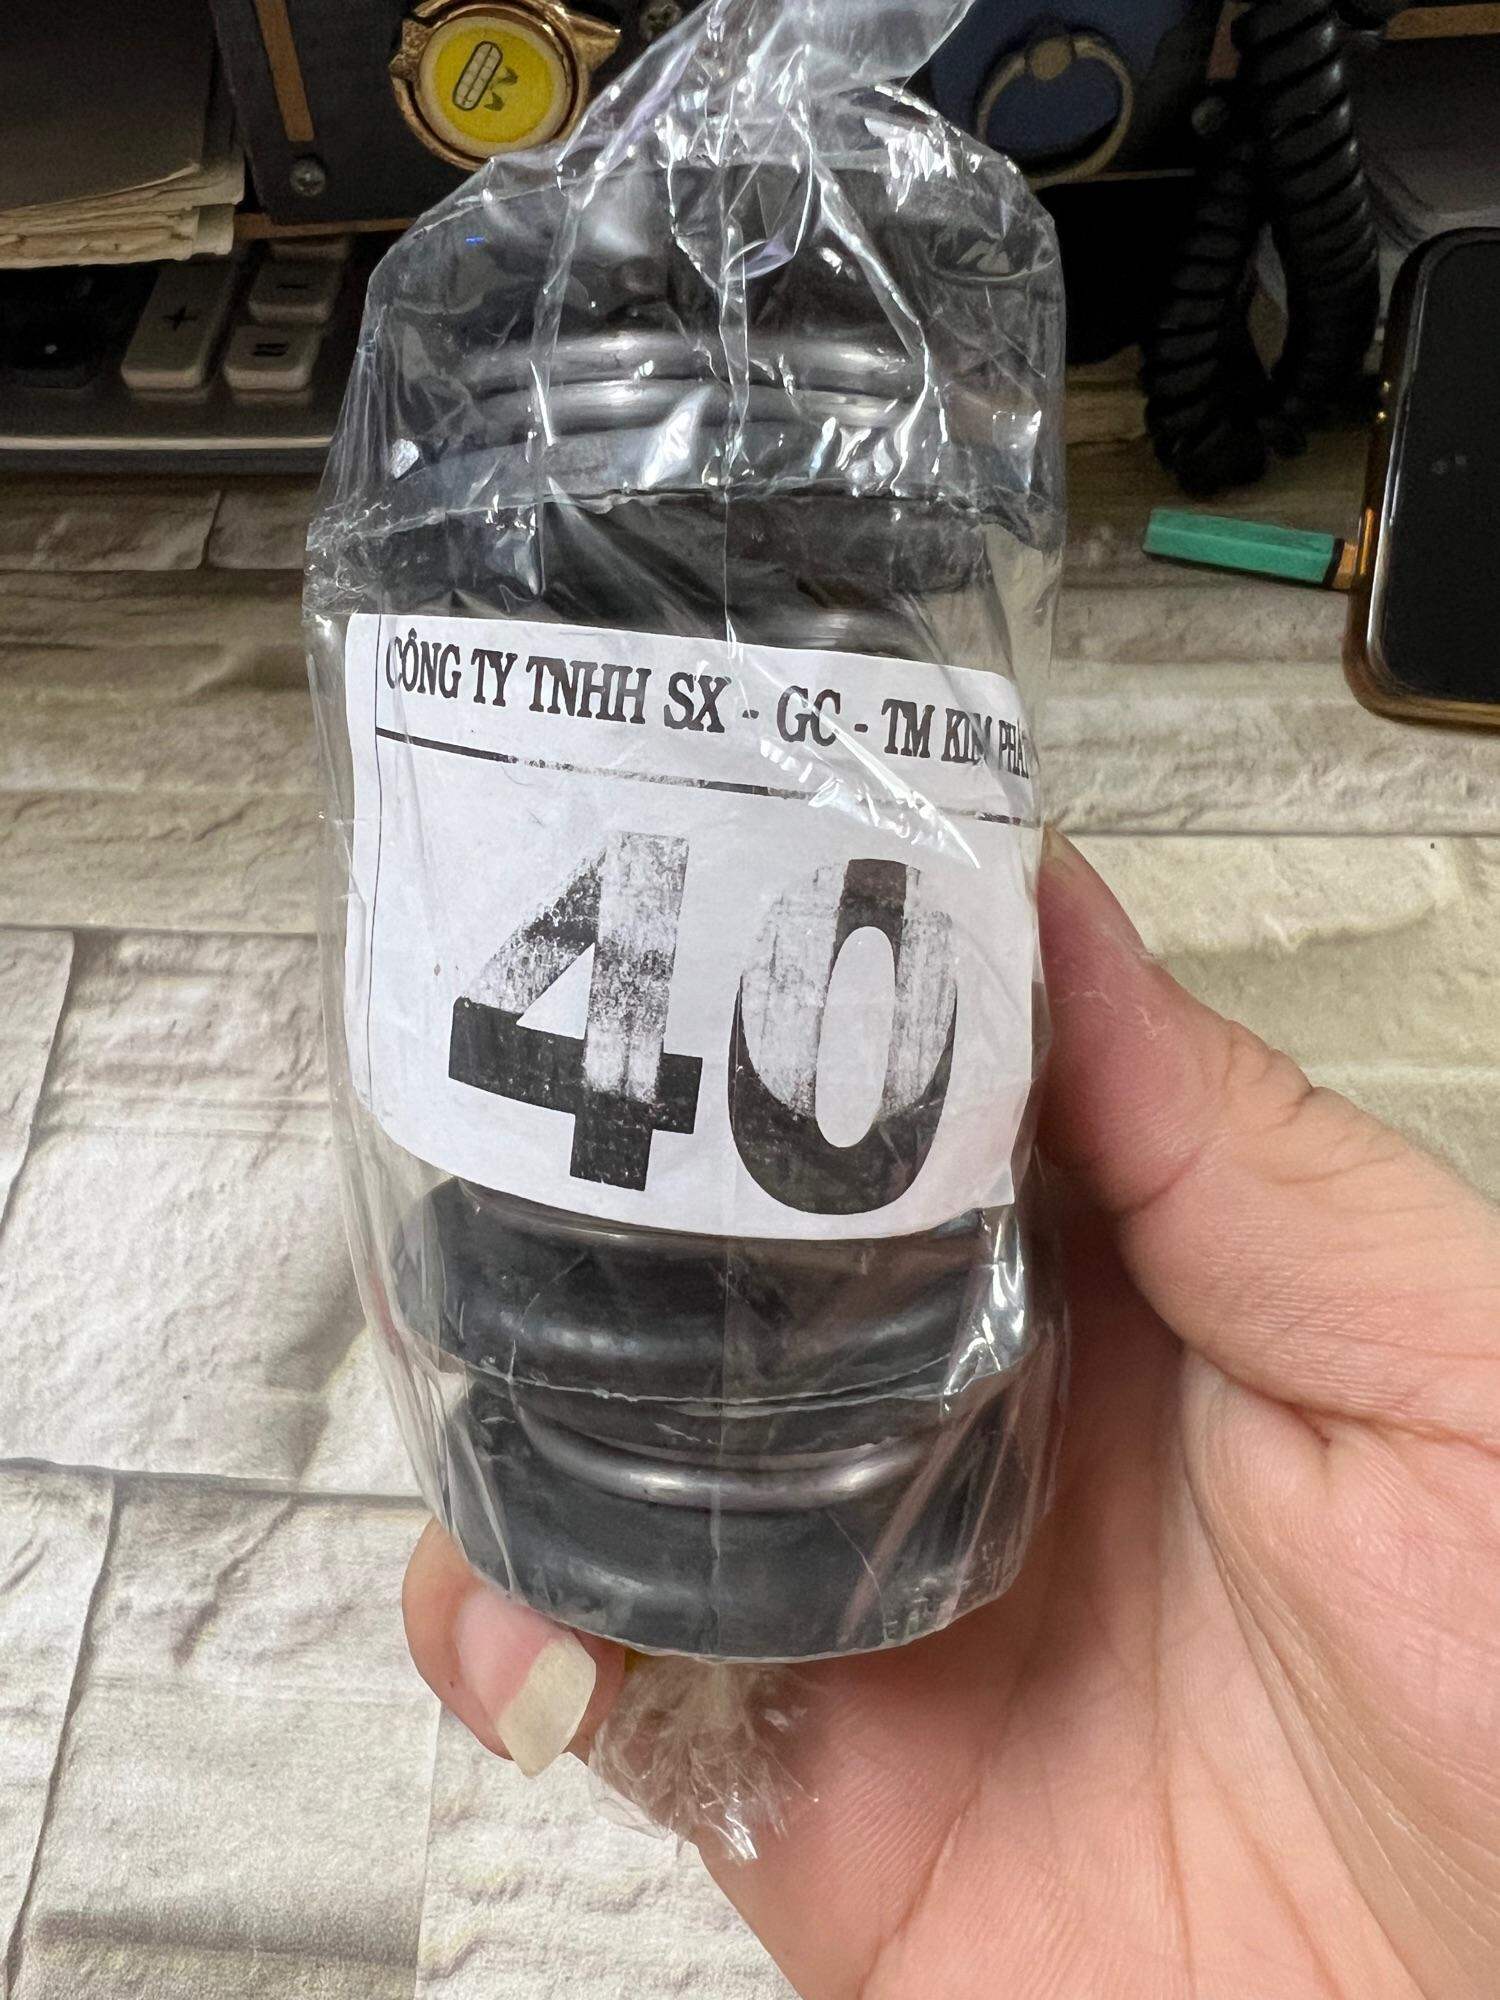 CÔNG TY TNHH SX - GC - TM KIM
40
+
=